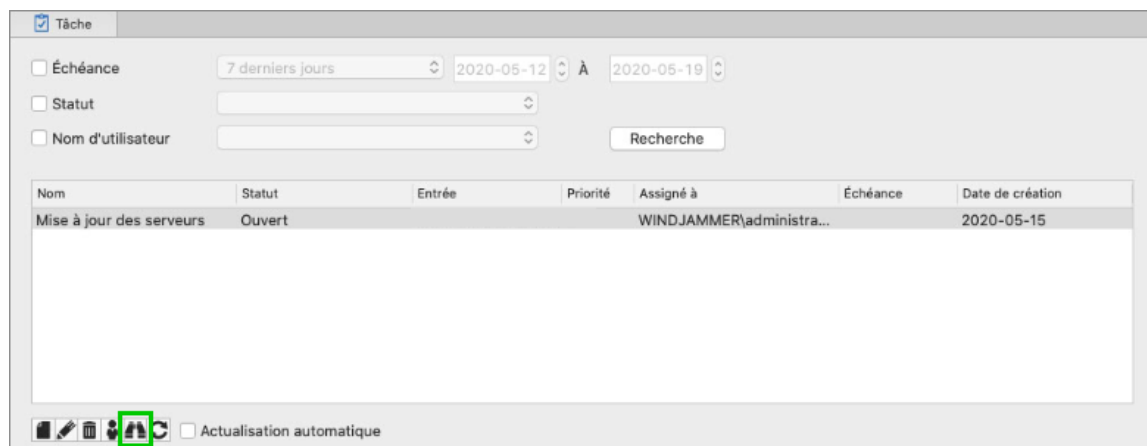 Tâche
Échéance 7 derniers jours 2020-05-12 À 2020-05-19
Statut
Nom d'utilisateur Recherche
Nom Statut Entrée Priorité Assigné à Échéance Date de création
Mise à jour des serveurs Ouvert WINDJAMMER\administra... 2020-05-15
Actualisation automatique